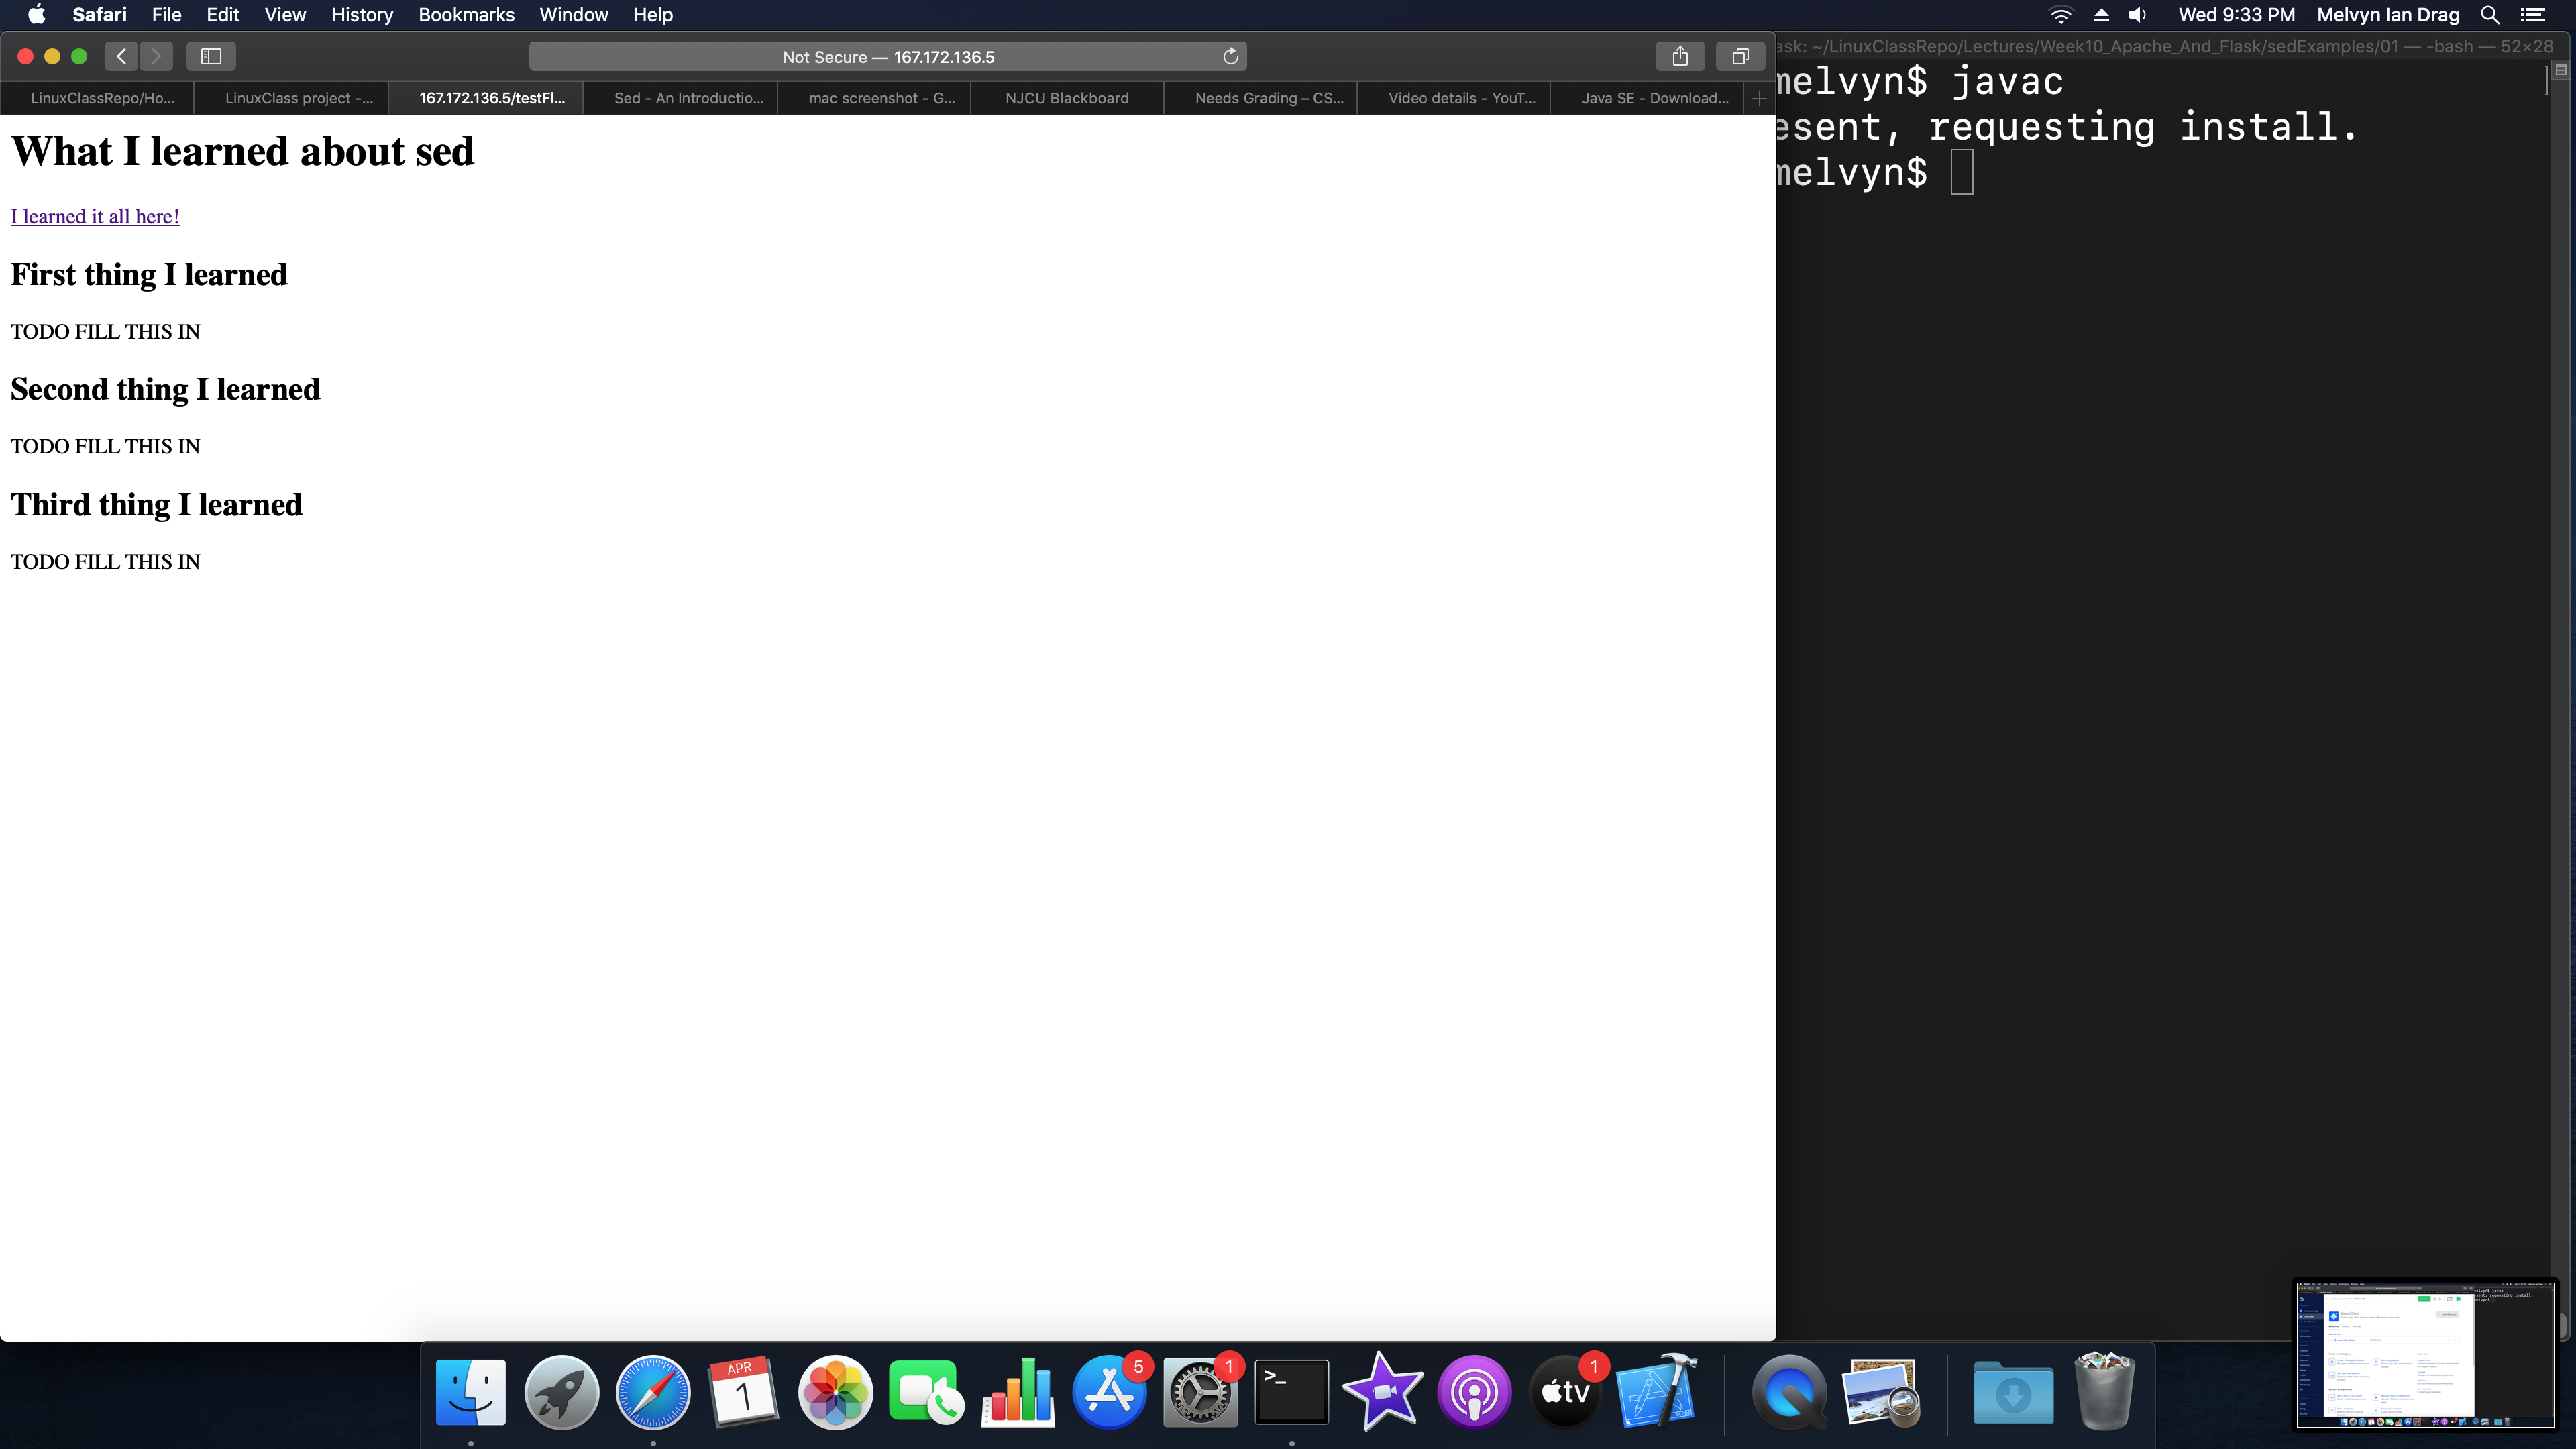 Safari File Edit View History Bookmarks Window Help Wed 9:33 PM Melvyn Ian Drag
Not Secure — 167.172.136.5
ask: ~/LinuxClassRepo/Lectures/Week10_Apache_And_Flask/sedExamples/01 — -bash — 52×28
LinuxClassRepo/Ho... LinuxClass project -... 167.172.136.5/testFl... Sed - An Introductio... mac screenshot - G... NJCU Blackboard Needs Grading – CS... Video details - YouT... Java SE - Download...
melvyn$ javac
esent, requesting install.
melvyn$
What I learned about sed
I learned it all here!
First thing I learned
TODO FILL THIS IN
Second thing I learned
TODO FILL THIS IN
Third thing I learned
TODO FILL THIS IN
APR
1
5
1
>_
tv
1